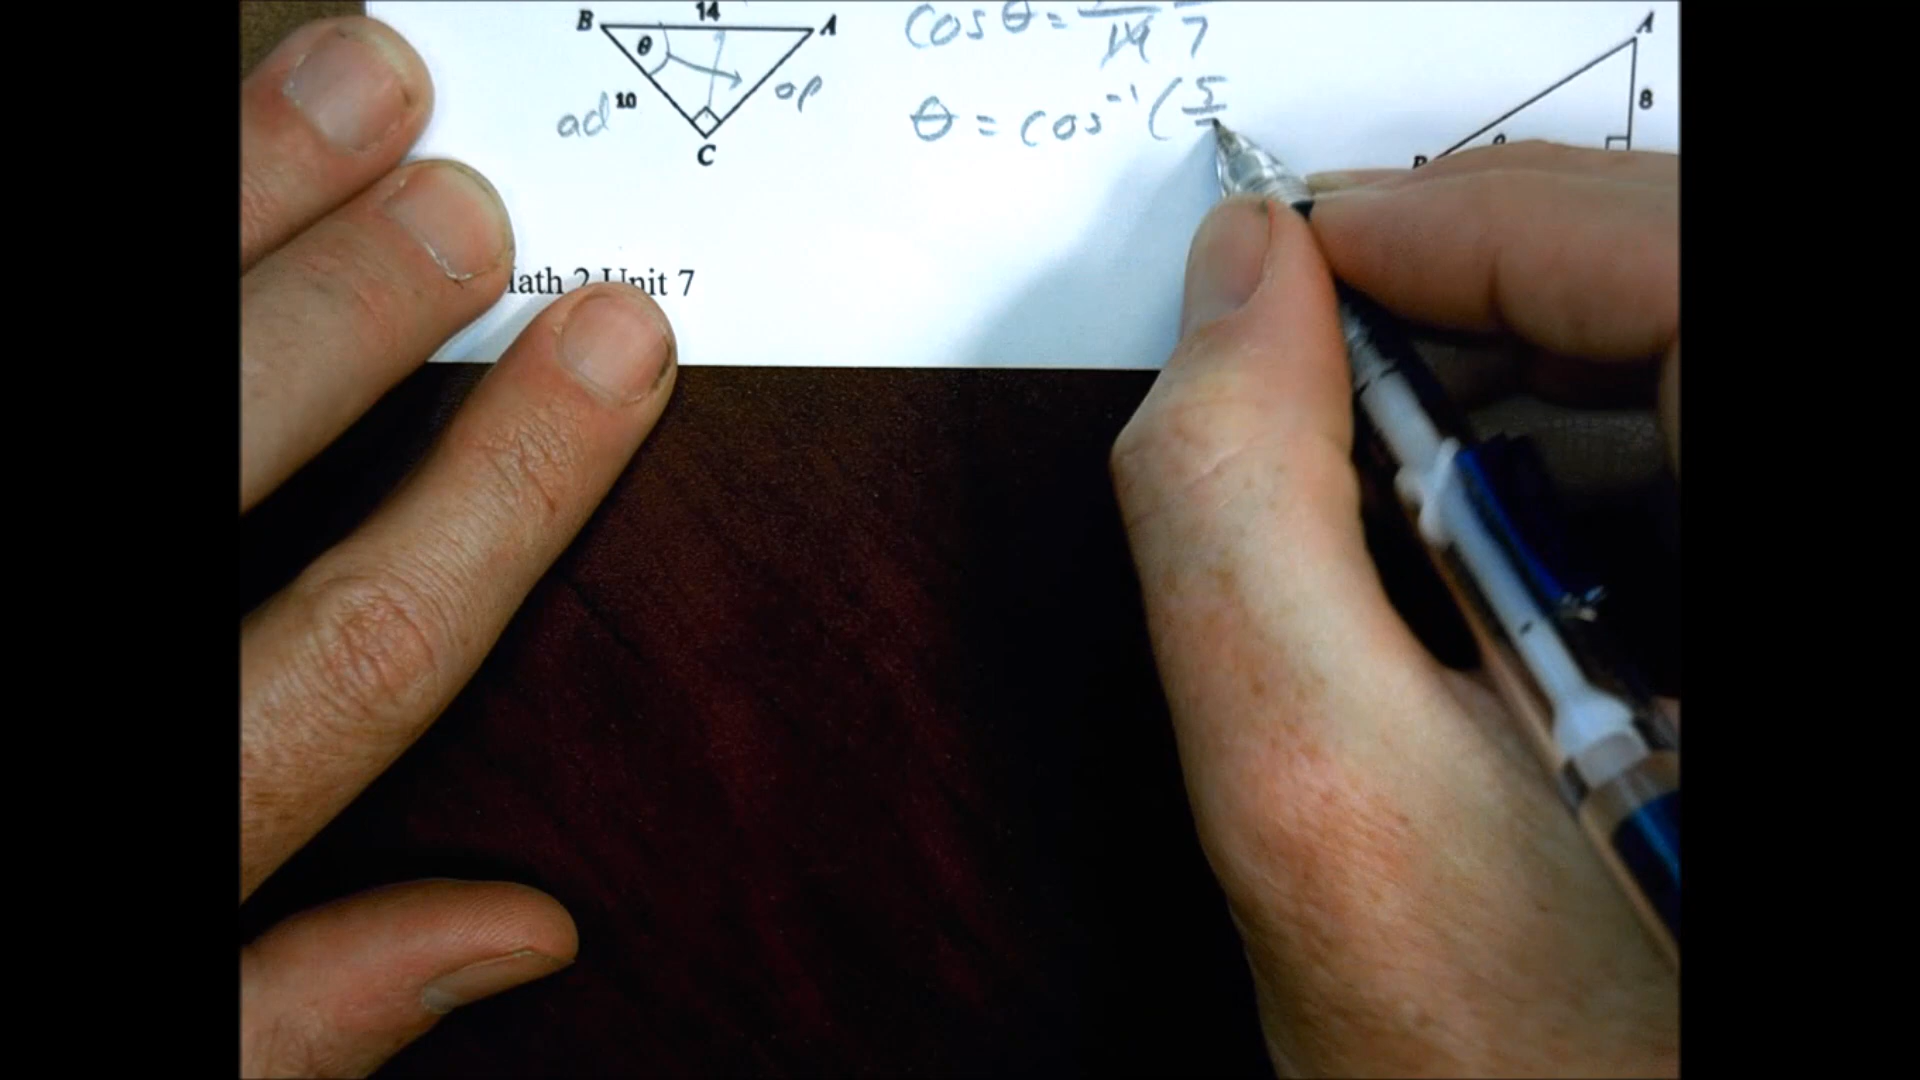 B 14 A
θ
ad 10 op
C
cos θ = 14 7
θ = cos⁻¹ ( 5
A
8
B
Math 2 Unit 7